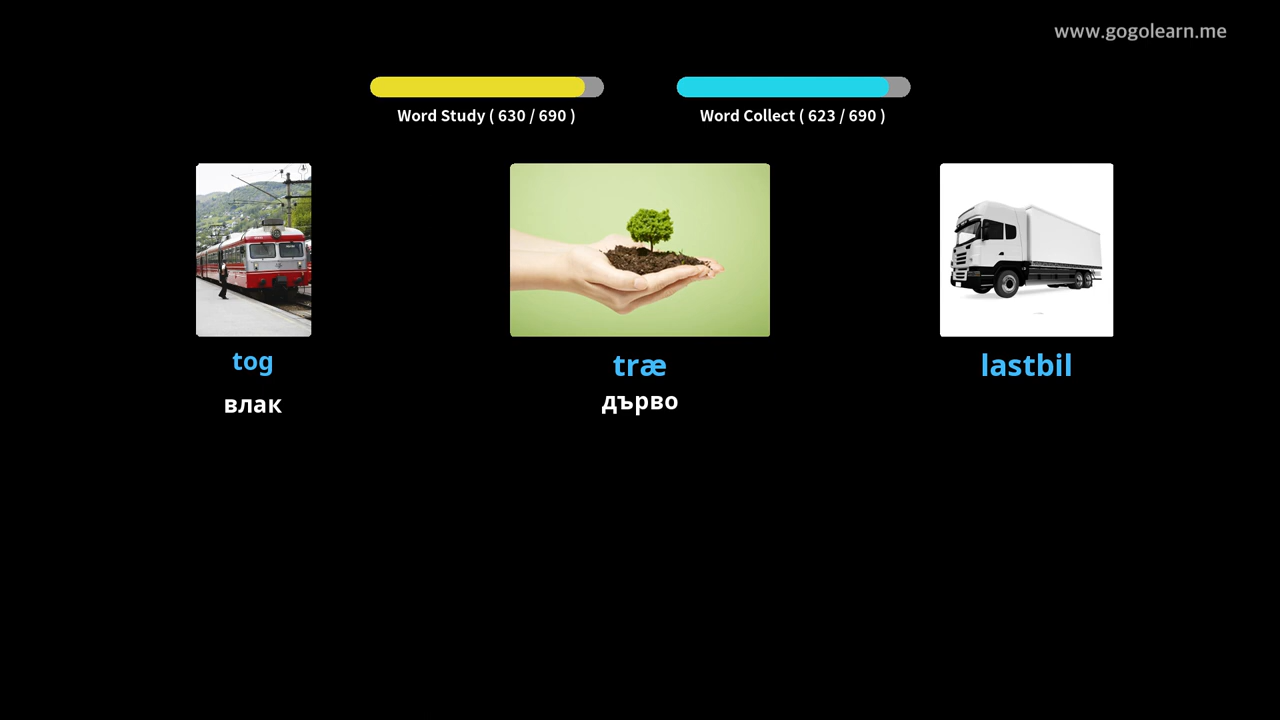 www.gogolearn.me
Word Study ( 630 / 690 )
Word Collect ( 623 / 690 )
tog
træ
lastbil
влак
дърво